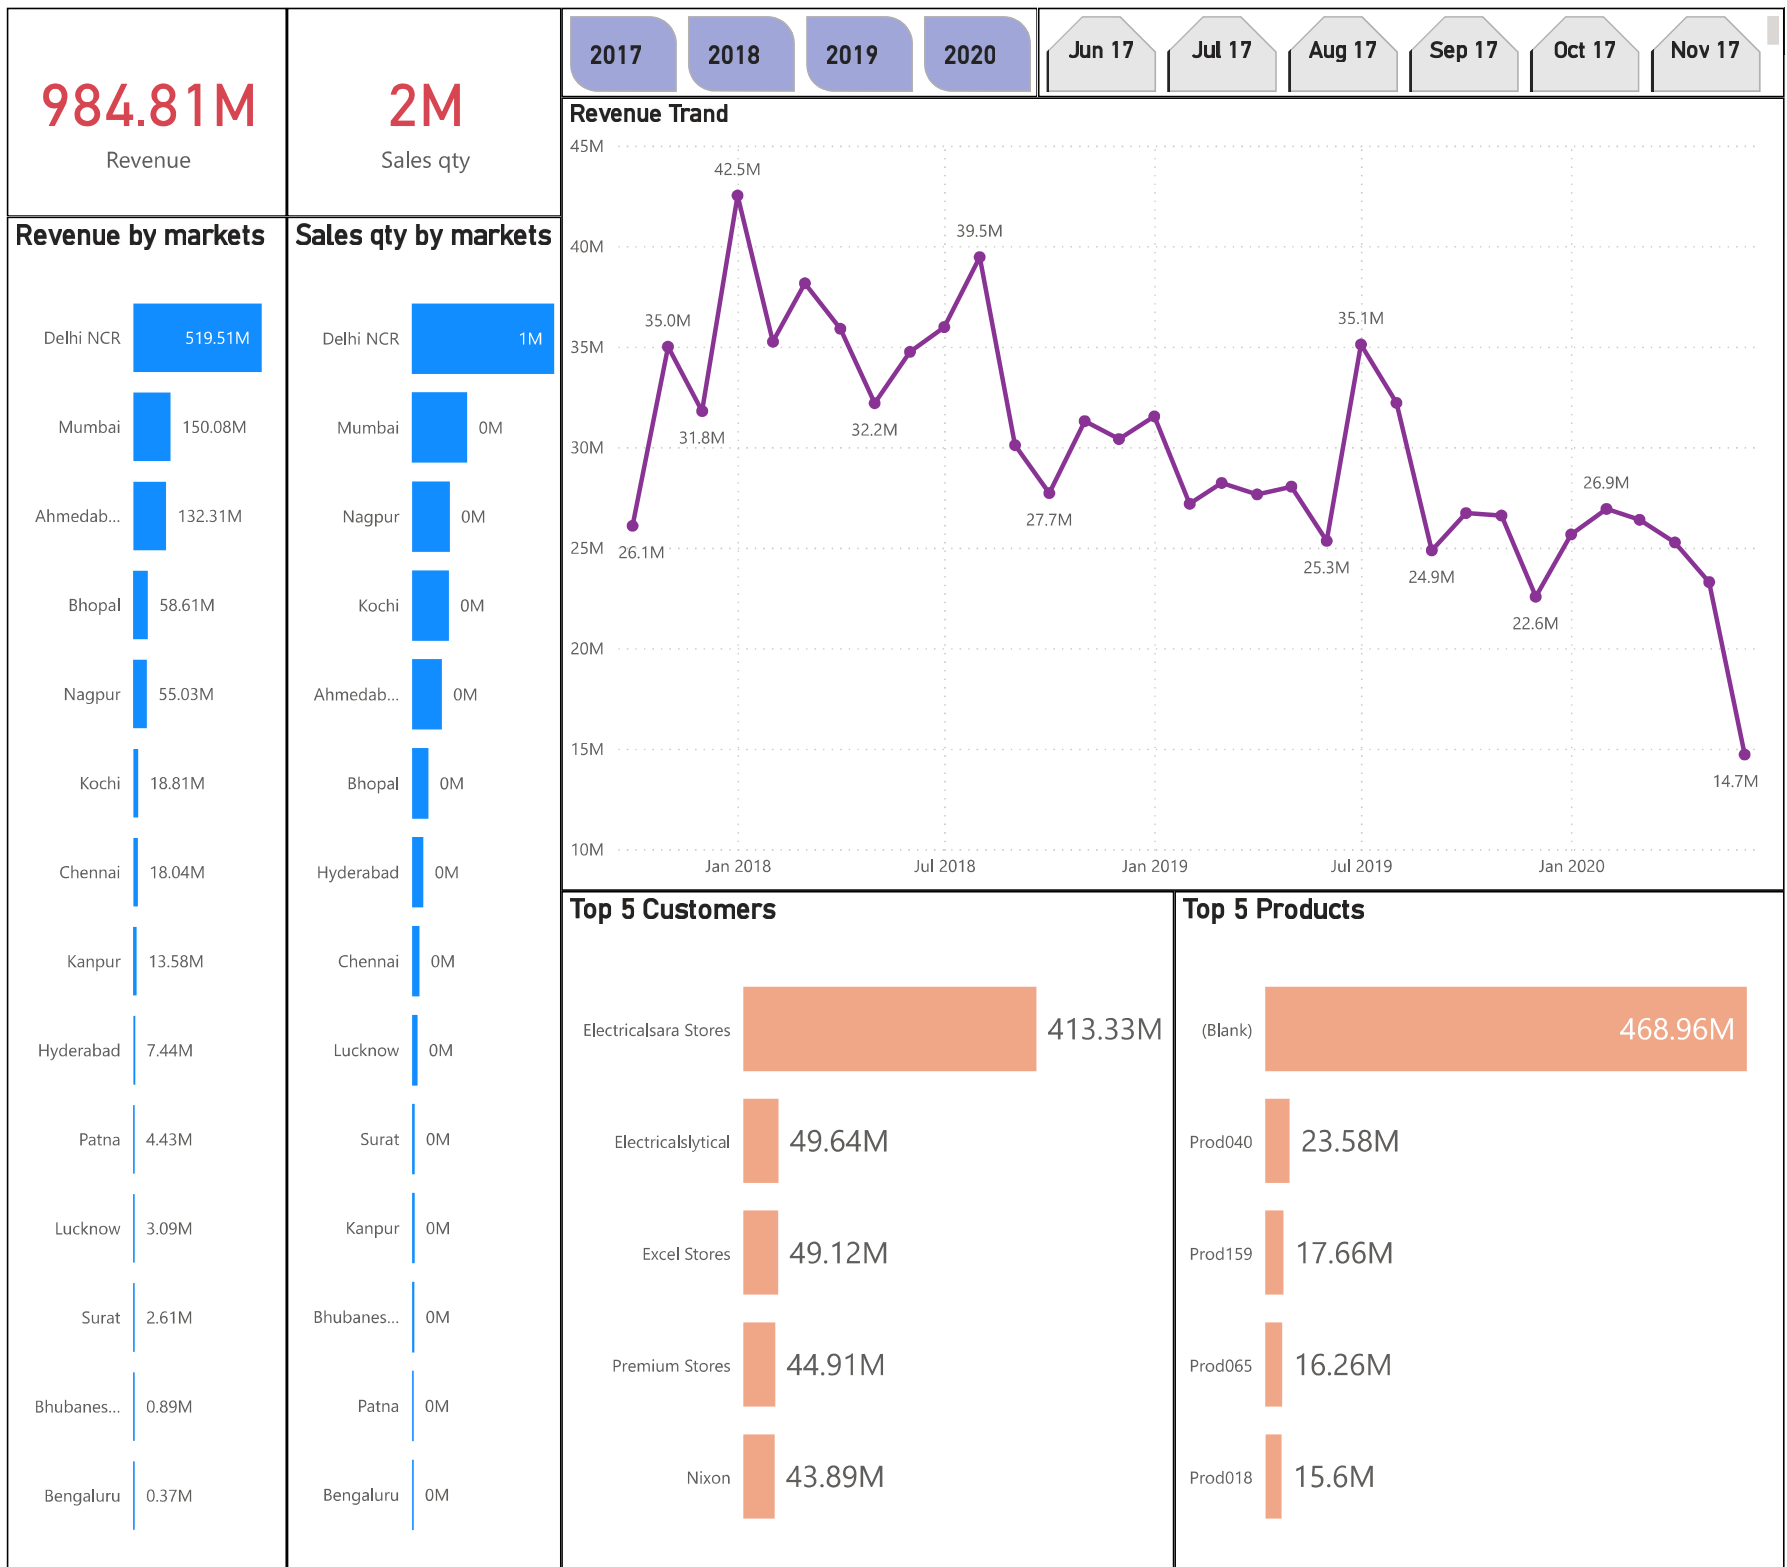 984.81M
Revenue
2M
Sales qty
2017 2018 2019 2020
Jun 17 Jul 17 Aug 17 Sep 17 Oct 17 Nov 17
Revenue by markets
Delhi NCR 519.51M
Mumbai 150.08M
Ahmedab... 132.31M
Bhopal 58.61M
Nagpur 55.03M
Kochi 18.81M
Chennai 18.04M
Kanpur 13.58M
Hyderabad 7.44M
Patna 4.43M
Lucknow 3.09M
Surat 2.61M
Bhubanes... 0.89M
Bengaluru 0.37M
Sales qty by markets
Delhi NCR 1M
Mumbai 0M
Nagpur 0M
Kochi 0M
Ahmedab... 0M
Bhopal 0M
Hyderabad 0M
Chennai 0M
Lucknow 0M
Surat 0M
Kanpur 0M
Bhubanes... 0M
Patna 0M
Bengaluru 0M
Revenue Trand
45M
40M
35M
30M
25M
20M
15M
10M
26.1M
35.0M
31.8M
42.5M
32.2M
39.5M
27.7M
25.3M
35.1M
24.9M
22.6M
26.9M
14.7M
Jan 2018 Jul 2018 Jan 2019 Jul 2019 Jan 2020
Top 5 Customers
Electricalsara Stores 413.33M
Electricalslytical 49.64M
Excel Stores 49.12M
Premium Stores 44.91M
Nixon 43.89M
Top 5 Products
(Blank) 468.96M
Prod040 23.58M
Prod159 17.66M
Prod065 16.26M
Prod018 15.6M